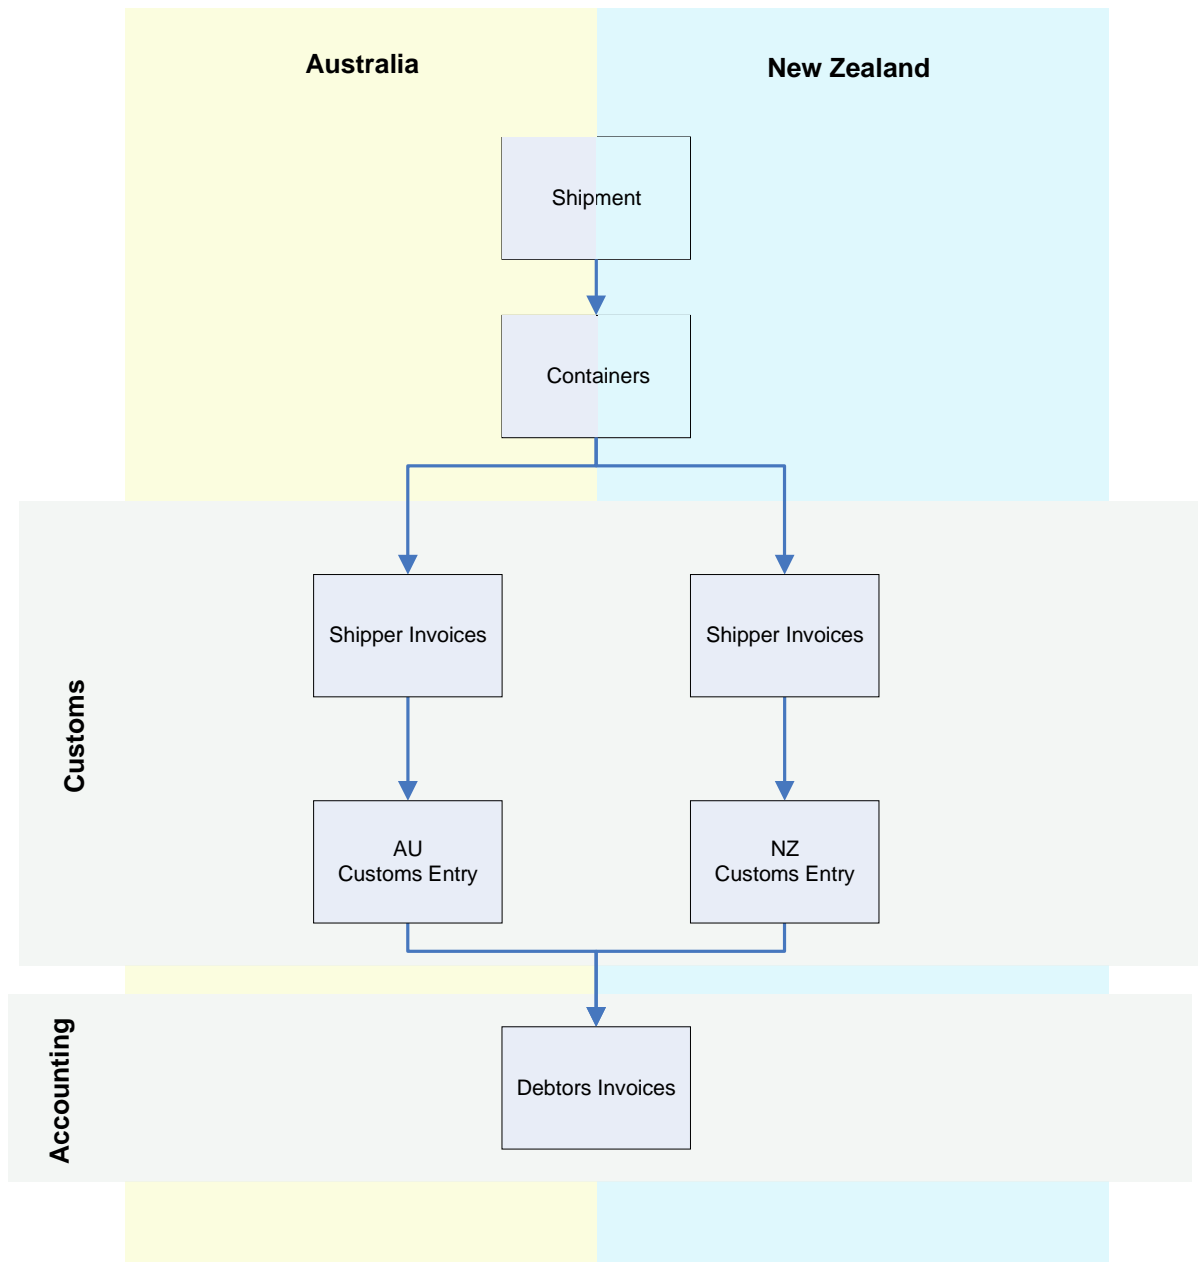 Australia
New Zealand
Shipment
Containers
Customs
Shipper Invoices
Shipper Invoices
AU
Customs Entry
NZ
Customs Entry
Accounting
Debtors Invoices